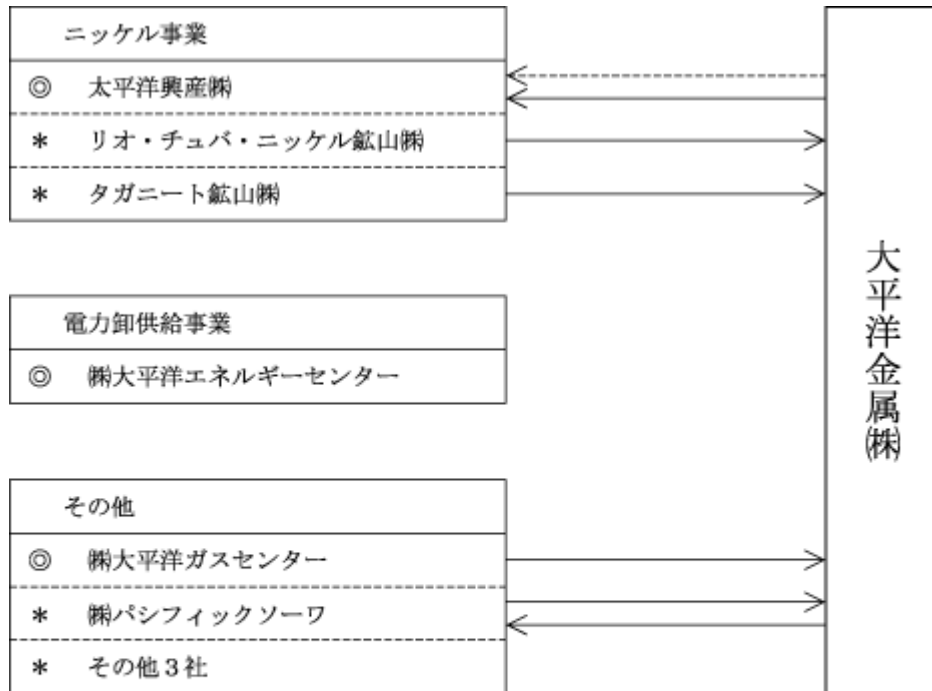 ニッケル事業
◎ 太平洋興産㈱
* リオ・チュバ・ニッケル鉱山㈱
* タガニート鉱山㈱
電力卸供給事業
◎ ㈱大平洋エネルギーセンター
その他
◎ ㈱大平洋ガスセンター
* ㈱パシフィックソーワ
* その他3社
大平洋金属㈱